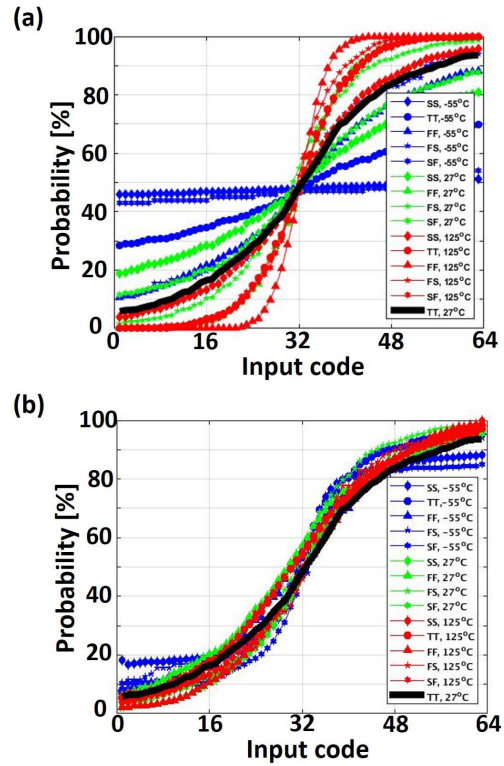 (a)
Probability [%]
100
80
60
40
20
0
0
16
32
48
64
Input code
SS, -55°C
TT, -55°C
FF, -55°C
FS, -55°C
SF, -55°C
SS, 27°C
FF, 27°C
FS, 27°C
SF, 27°C
SS, 125°C
TT, 125°C
FF, 125°C
FS, 125°C
SF, 125°C
TT, 27°C
(b)
Probability [%]
100
80
60
40
20
0
0
16
32
48
64
Input code
SS, -55°C
TT,-55°C
FF, -55°C
FS, -55°C
SF, -55°C
SS, 27°C
FF, 27°C
FS, 27°C
SF, 27°C
SS, 125°C
TT, 125°C
FF, 125°C
FS, 125°C
SF, 125°C
TT, 27°C